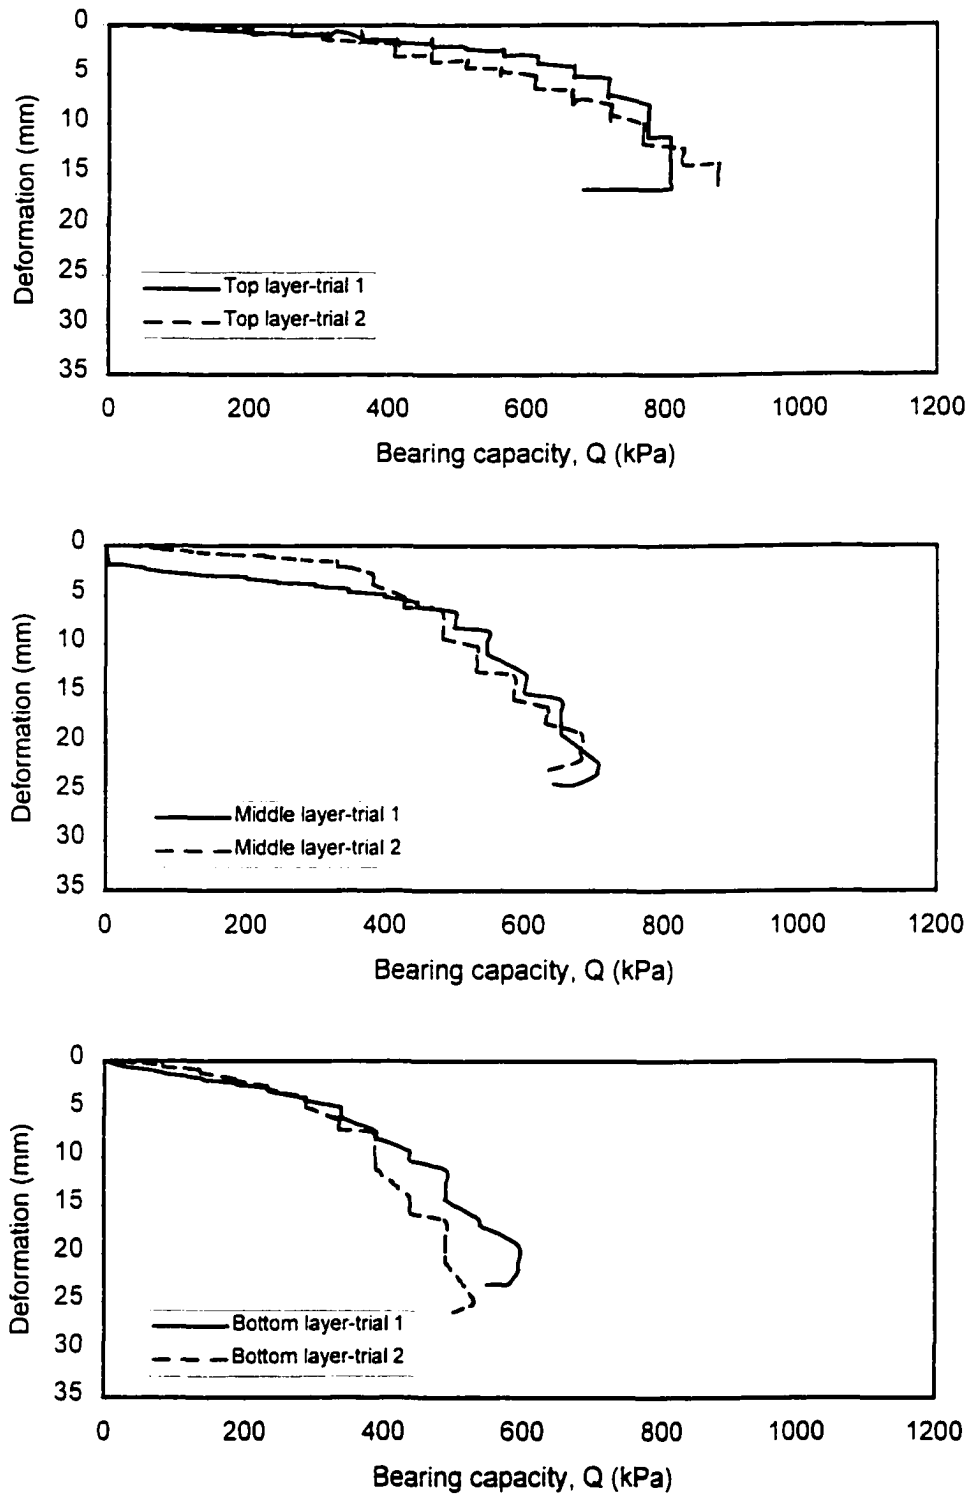 0
5
10
15
20
25
30
35
Deformation (mm)
Top layer-trial 1
Top layer-trial 2
0 200 400 600 800 1000 1200
Bearing capacity, Q (kPa)
0
5
10
15
20
25
30
35
Deformation (mm)
Middle layer-trial 1
Middle layer-trial 2
0 200 400 600 800 1000 1200
Bearing capacity, Q (kPa)
0
5
10
15
20
25
30
35
Deformation (mm)
Bottom layer-trial 1
Bottom layer-trial 2
0 200 400 600 800 1000 1200
Bearing capacity, Q (kPa)